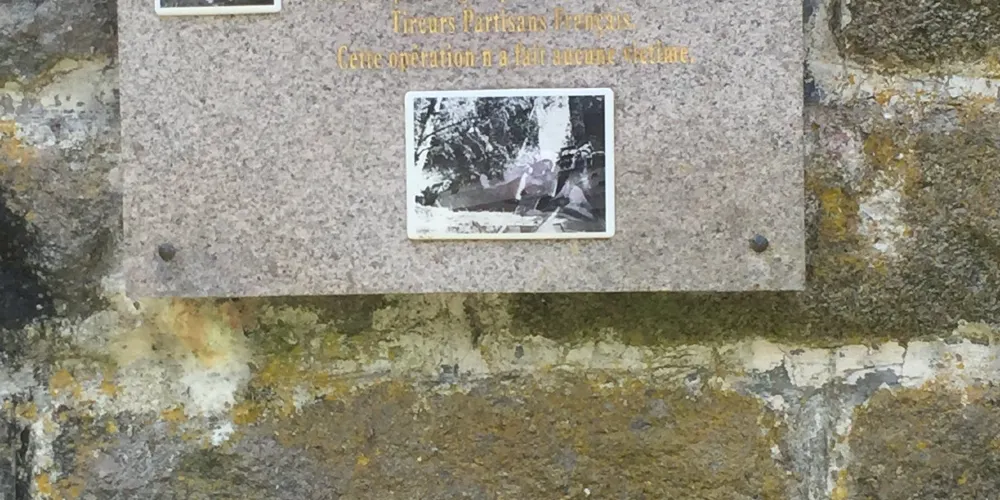 Tireurs Partisans Français.
Cette opération n a fait aucune victime.